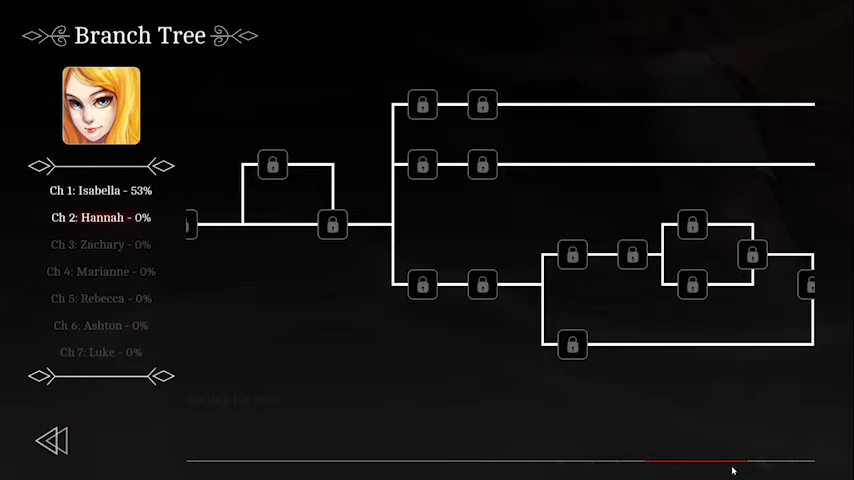 Branch Tree
Ch 1: Isabella - 53%
Ch 2: Hannah - 0%
Ch 3: Zachary - 0%
Ch 4: Marianne - 0%
Ch 5: Rebecca - 0%
Ch 6: Ashton - 0%
Ch 7: Luke - 0%